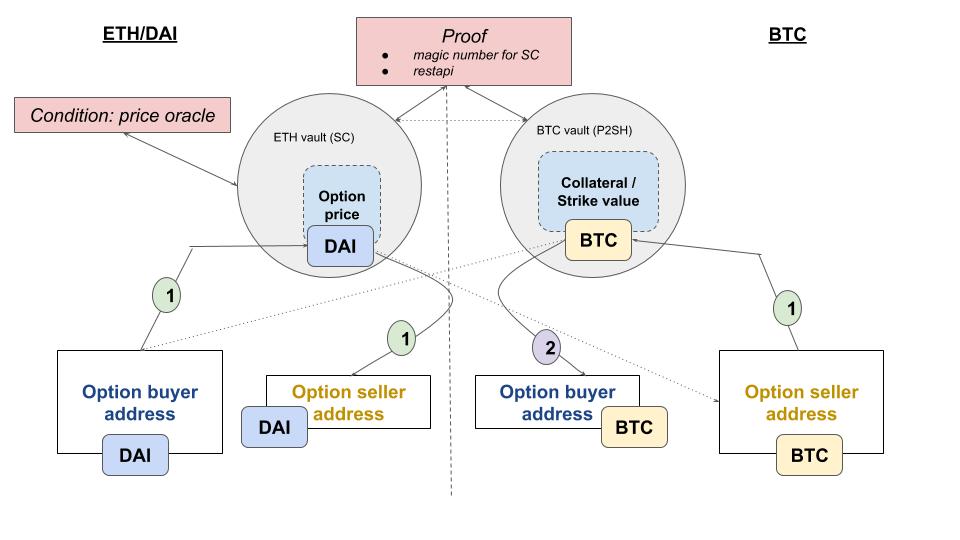 ETH/DAI
BTC
Proof
● magic number for SC
● restapi
Condition: price oracle
ETH vault (SC)
BTC vault (P2SH)
Option
price
DAI
Collateral /
Strike value
BTC
1
1
2
1
Option buyer
address
DAI
Option seller
address
DAI
Option buyer
address
BTC
Option seller
address
BTC